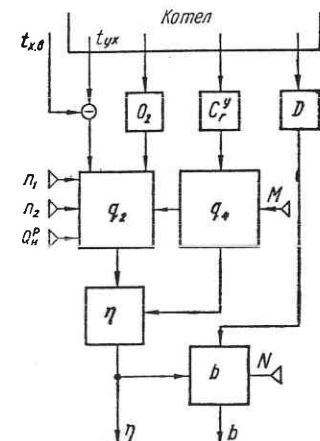 Котел
t_х.в
t_ух
O₂
C_г^у
D
n₁
n₂
Q_н^р
q₂
q₄
M
η
b
N
η
b